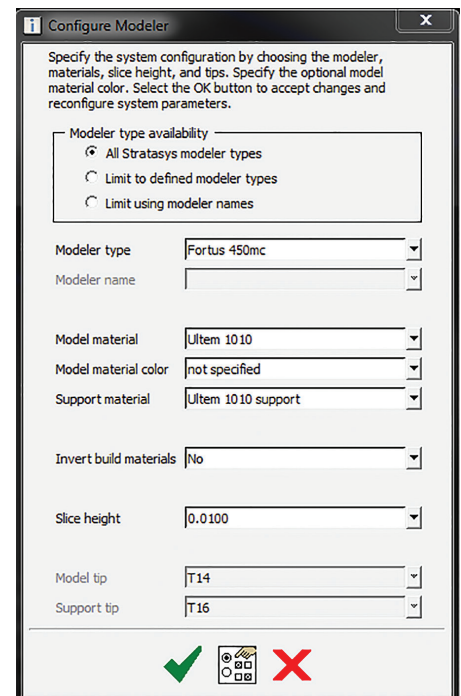 Configure Modeler
Specify the system configuration by choosing the modeler,
materials, slice height, and tips. Specify the optional model
material color. Select the OK button to accept changes and
reconfigure system parameters.
Modeler type availability
All Stratasys modeler types
Limit to defined modeler types
Limit using modeler names
Modeler type Fortus 450mc
Modeler name
Model material Ultem 1010
Model material color not specified
Support material Ultem 1010 support
Invert build materials No
Slice height 0.0100
Model tip T14
Support tip T16